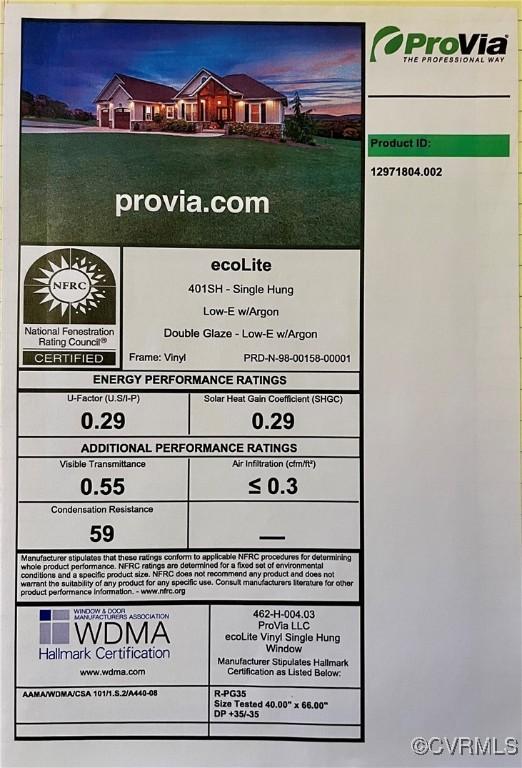 ProVia
THE PROFESSIONAL WAY
Product ID:
12971804.002
provia.com
NFRC
National Fenestration
Rating Council®
CERTIFIED
ecoLite
401SH - Single Hung
Low-E w/Argon
Double Glaze - Low-E w/Argon
Frame: Vinyl PRD-N-98-00158-00001
ENERGY PERFORMANCE RATINGS
U-Factor (U.S/I-P) Solar Heat Gain Coefficient (SHGC)
0.29 0.29
ADDITIONAL PERFORMANCE RATINGS
Visible Transmittance Air Infiltration (cfm/ft²)
0.55 ≤ 0.3
Condensation Resistance
59 —
Manufacturer stipulates that these ratings conform to applicable NFRC procedures for determining
whole product performance. NFRC ratings are determined for a fixed set of environmental
conditions and a specific product size. NFRC does not recommend any product and does not
warrant the suitability of any product for any specific use. Consult manufacturers literature for other
product performance information. - www.nfrc.org
WINDOW & DOOR
MANUFACTURERS ASSOCIATION
WDMA
Hallmark Certification
www.wdma.com
462-H-004.03
ProVia LLC
ecoLite Vinyl Single Hung
Window
Manufacturer Stipulates Hallmark
Certification as Listed Below:
AAMA/WDMA/CSA 101/1.S.2/A440-08
R-PG35
Size Tested 40.00" x 66.00"
DP +35/-35
©CVRMLS